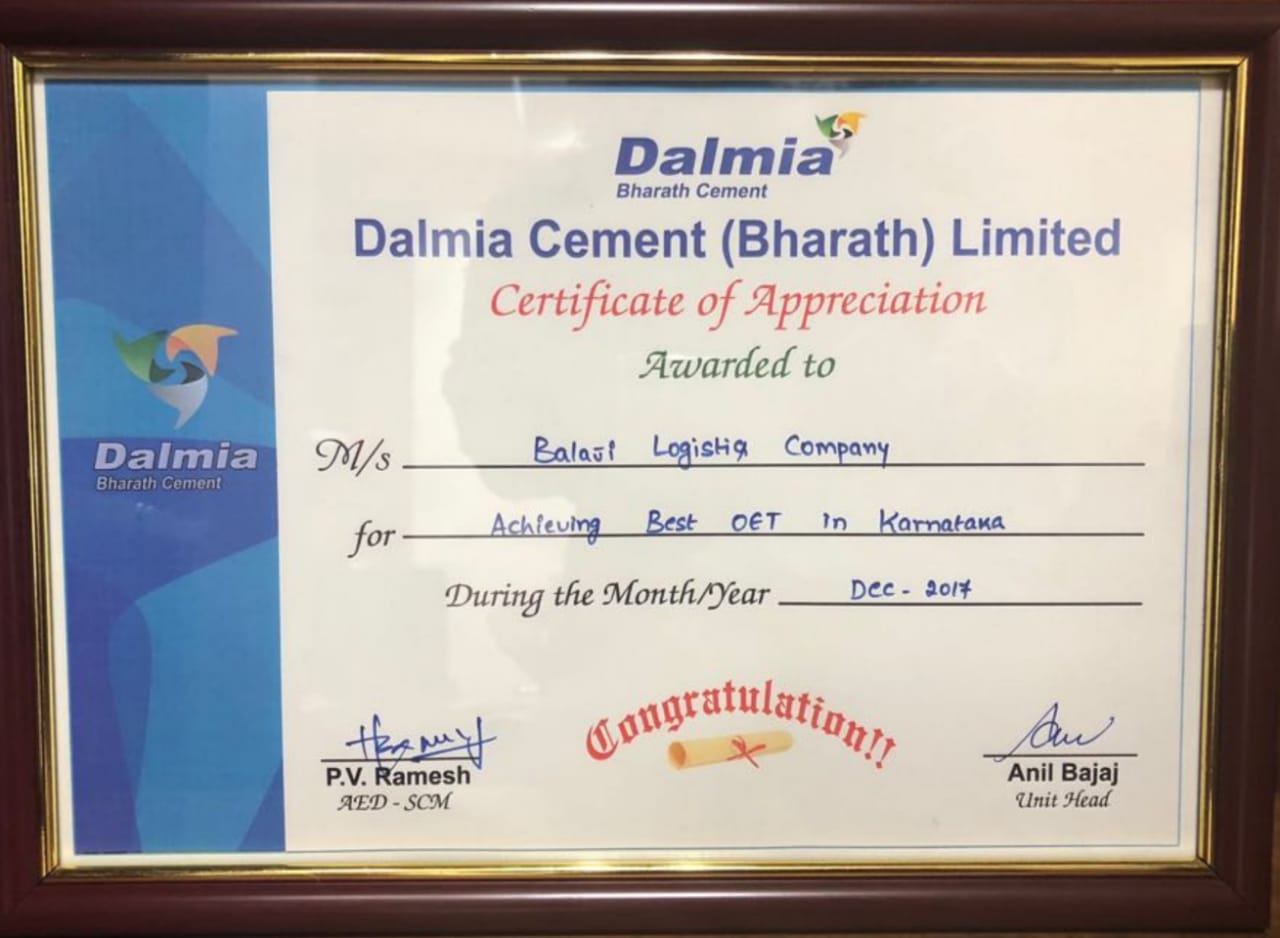 Dalmia
Bharath Cement
Dalmia Cement (Bharath) Limited
Certificate of Appreciation
Awarded to
M/s Balaji Logistiq Company
for Achieving Best OET in Karnataka
During the Month/Year Dec - 2017
Dalmia
Bharath Cement
Congratulation!!
P.V. Ramesh
AED - SCM
Anil Bajaj
Unit Head